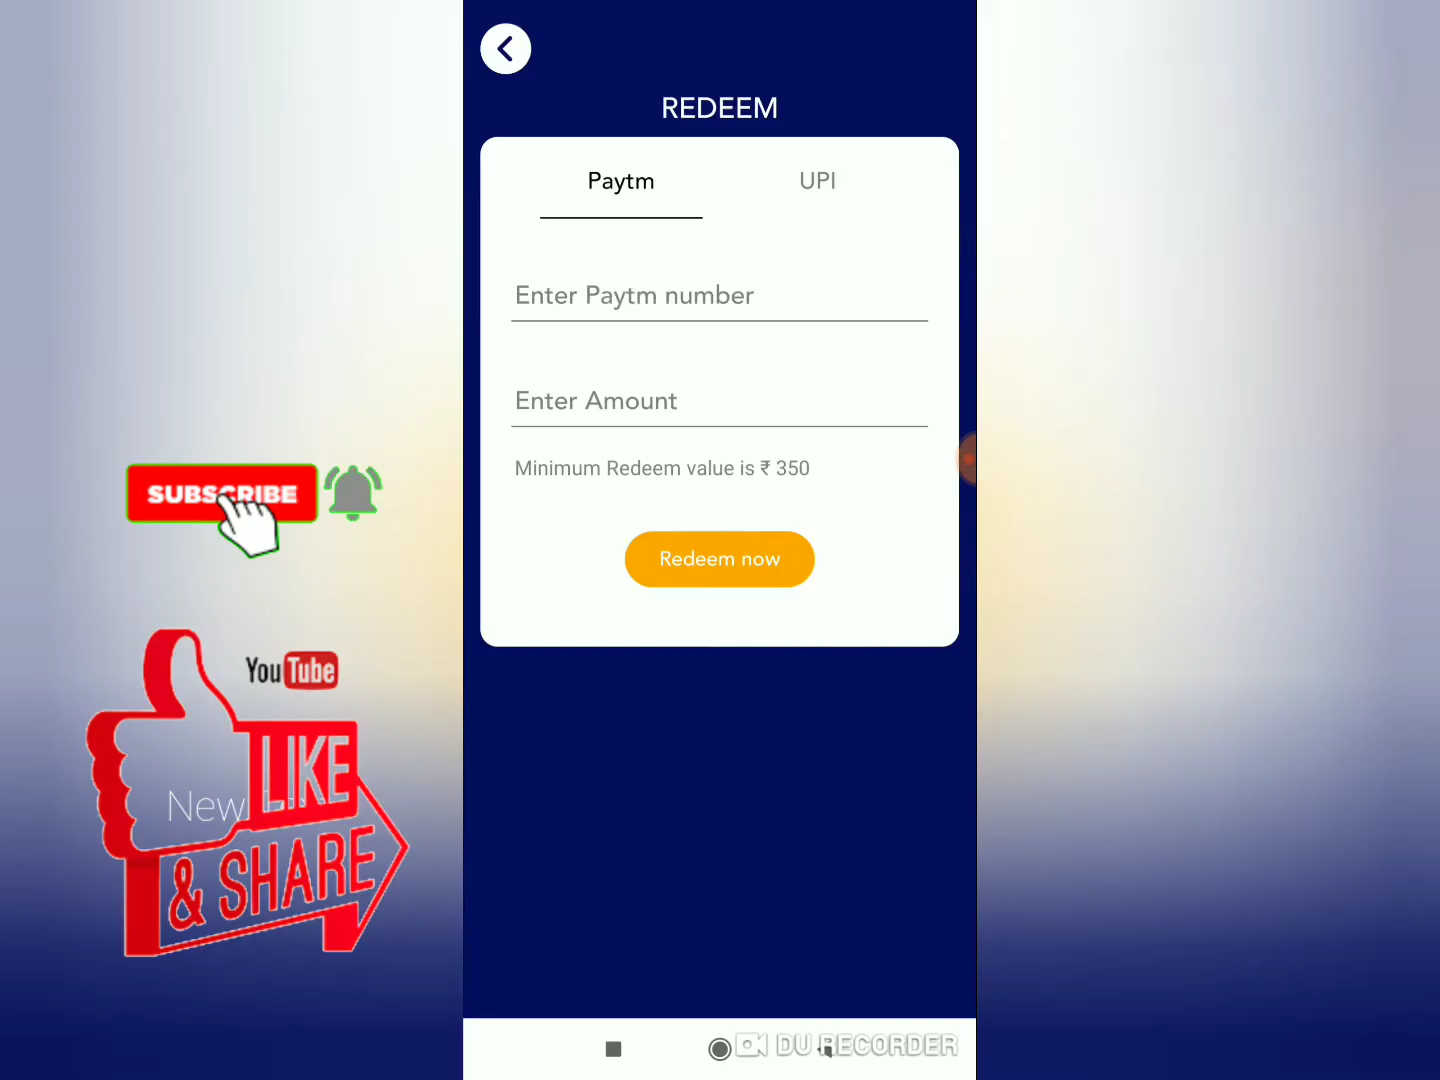 REDEEM
Paytm
UPI
Enter Paytm number
Enter Amount
Minimum Redeem value is ₹ 350
Redeem now
SUBSCRIBE
YouTube
New
LIKE
& SHARE
DU RECORDER